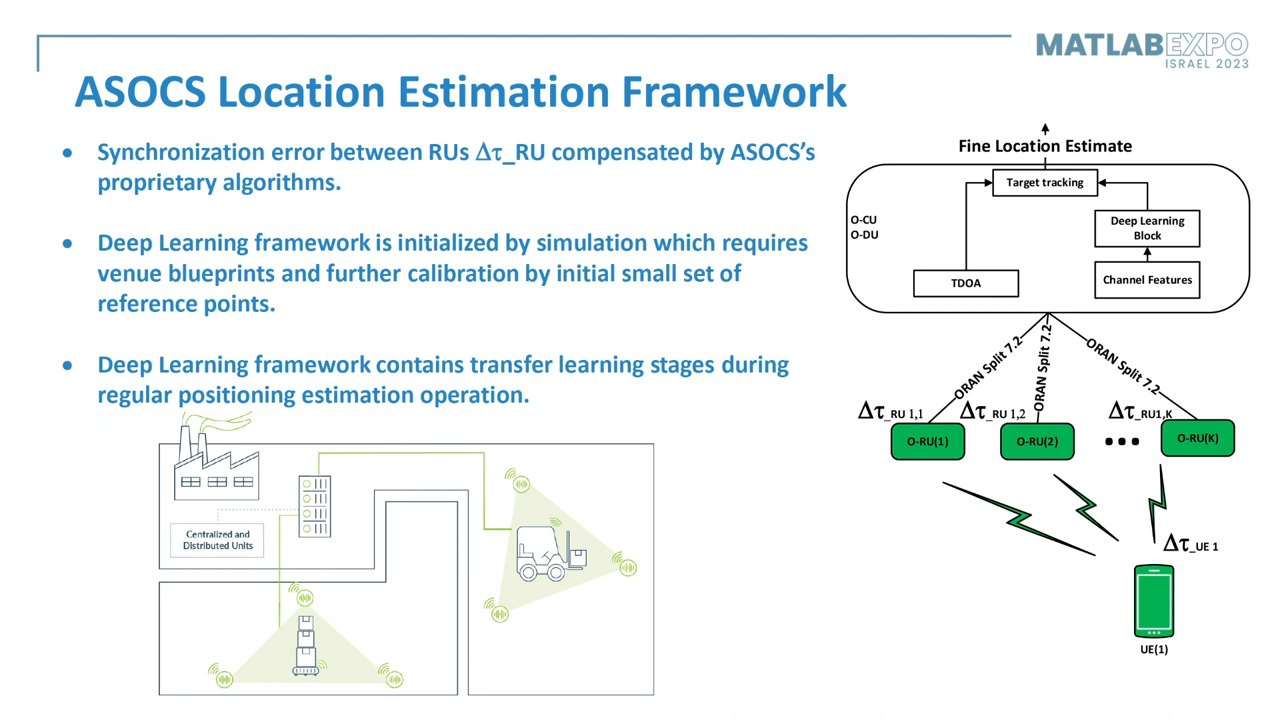 MATLAB EXPO
ISRAEL 2023
ASOCS Location Estimation Framework
• Synchronization error between RUs Δτ_RU compensated by ASOCS's
proprietary algorithms.
• Deep Learning framework is initialized by simulation which requires
venue blueprints and further calibration by initial small set of
reference points.
• Deep Learning framework contains transfer learning stages during
regular positioning estimation operation.
Centralized and
Distributed Units
Fine Location Estimate
Target tracking
O-CU
O-DU
Deep Learning
Block
TDOA
Channel Features
ORAN Split 7.2
ORAN Split 7.2
ORAN Split 7.2
Δτ_RU 1,1
Δτ_RU 1,2
Δτ_RU1,K
O-RU(1)
O-RU(2)
•••
O-RU(K)
Δτ_UE 1
UE(1)